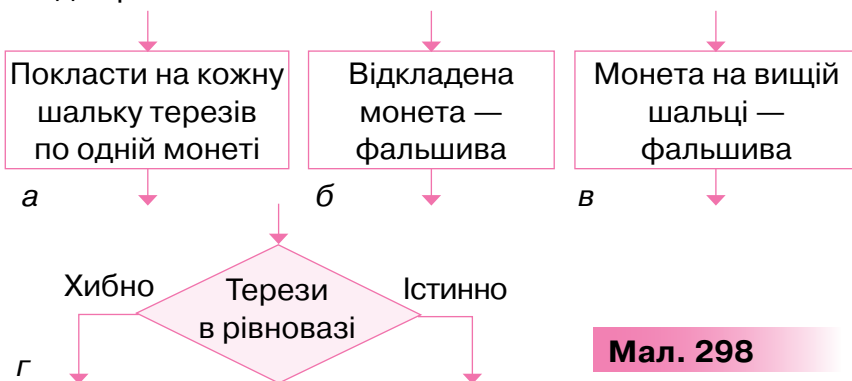 Покласти на кожну
шальку терезів
по одній монеті
а
Відкладена
монета —
фальшива
б
Монета на вищій
шальці —
фальшива
в
Хибно
Терези
в рівновазі
Істинно
г
Мал. 298